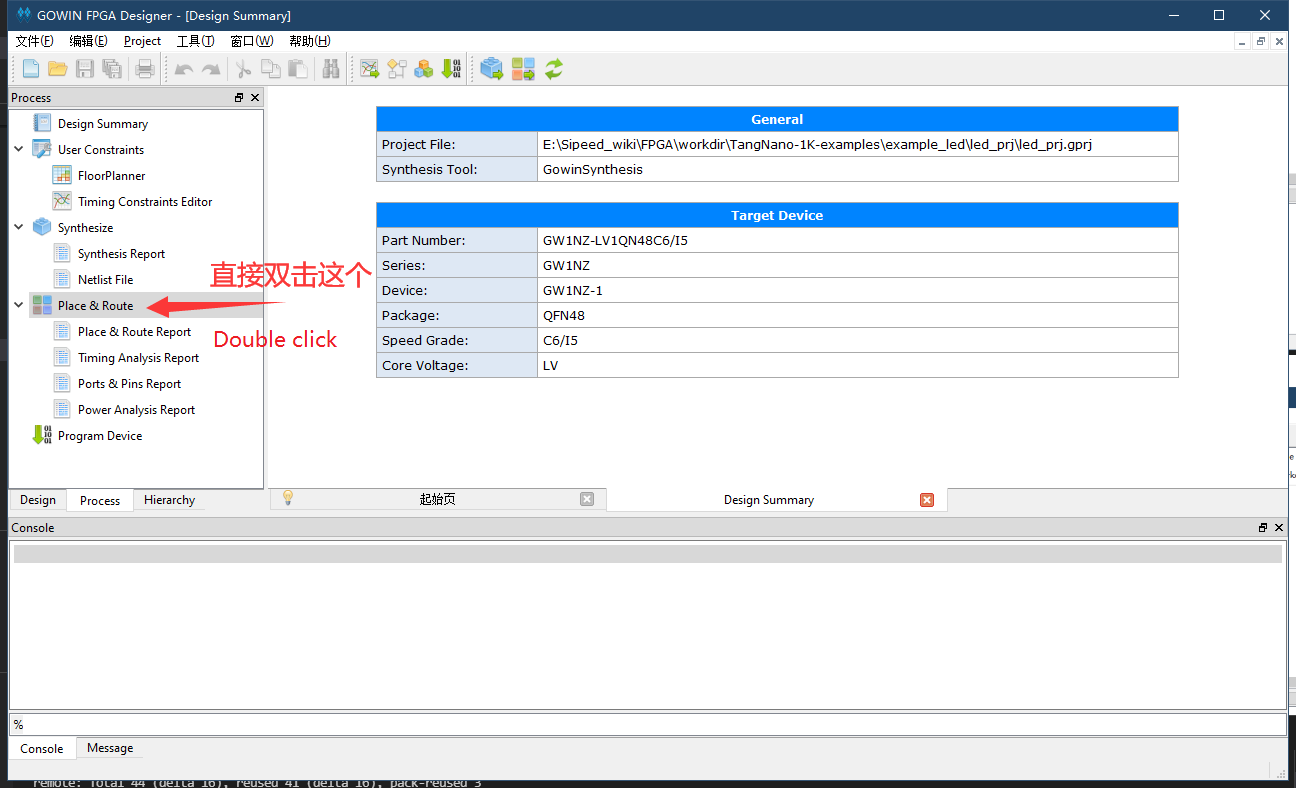 GOWIN FPGA Designer - [Design Summary]
文件(F) 编辑(E) Project 工具(T) 窗口(W) 帮助(H)
Process
Design Summary
User Constraints
FloorPlanner
Timing Constraints Editor
Synthesize
Synthesis Report
Netlist File
Place & Route
Place & Route Report
Timing Analysis Report
Ports & Pins Report
Power Analysis Report
Program Device
直接双击这个
Double click
General
Project File: E:\Sipeed_wiki\FPGA\workdir\TangNano-1K-examples\example_led\led_prj\led_prj.gprj
Synthesis Tool: GowinSynthesis
Target Device
Part Number: GW1NZ-LV1QN48C6/I5
Series: GW1NZ
Device: GW1NZ-1
Package: QFN48
Speed Grade: C6/I5
Core Voltage: LV
Design Process Hierarchy
起始页 Design Summary
Console
%
Console Message
remote: Total 44 (delta 16), reused 41 (delta 16), pack-reused 3